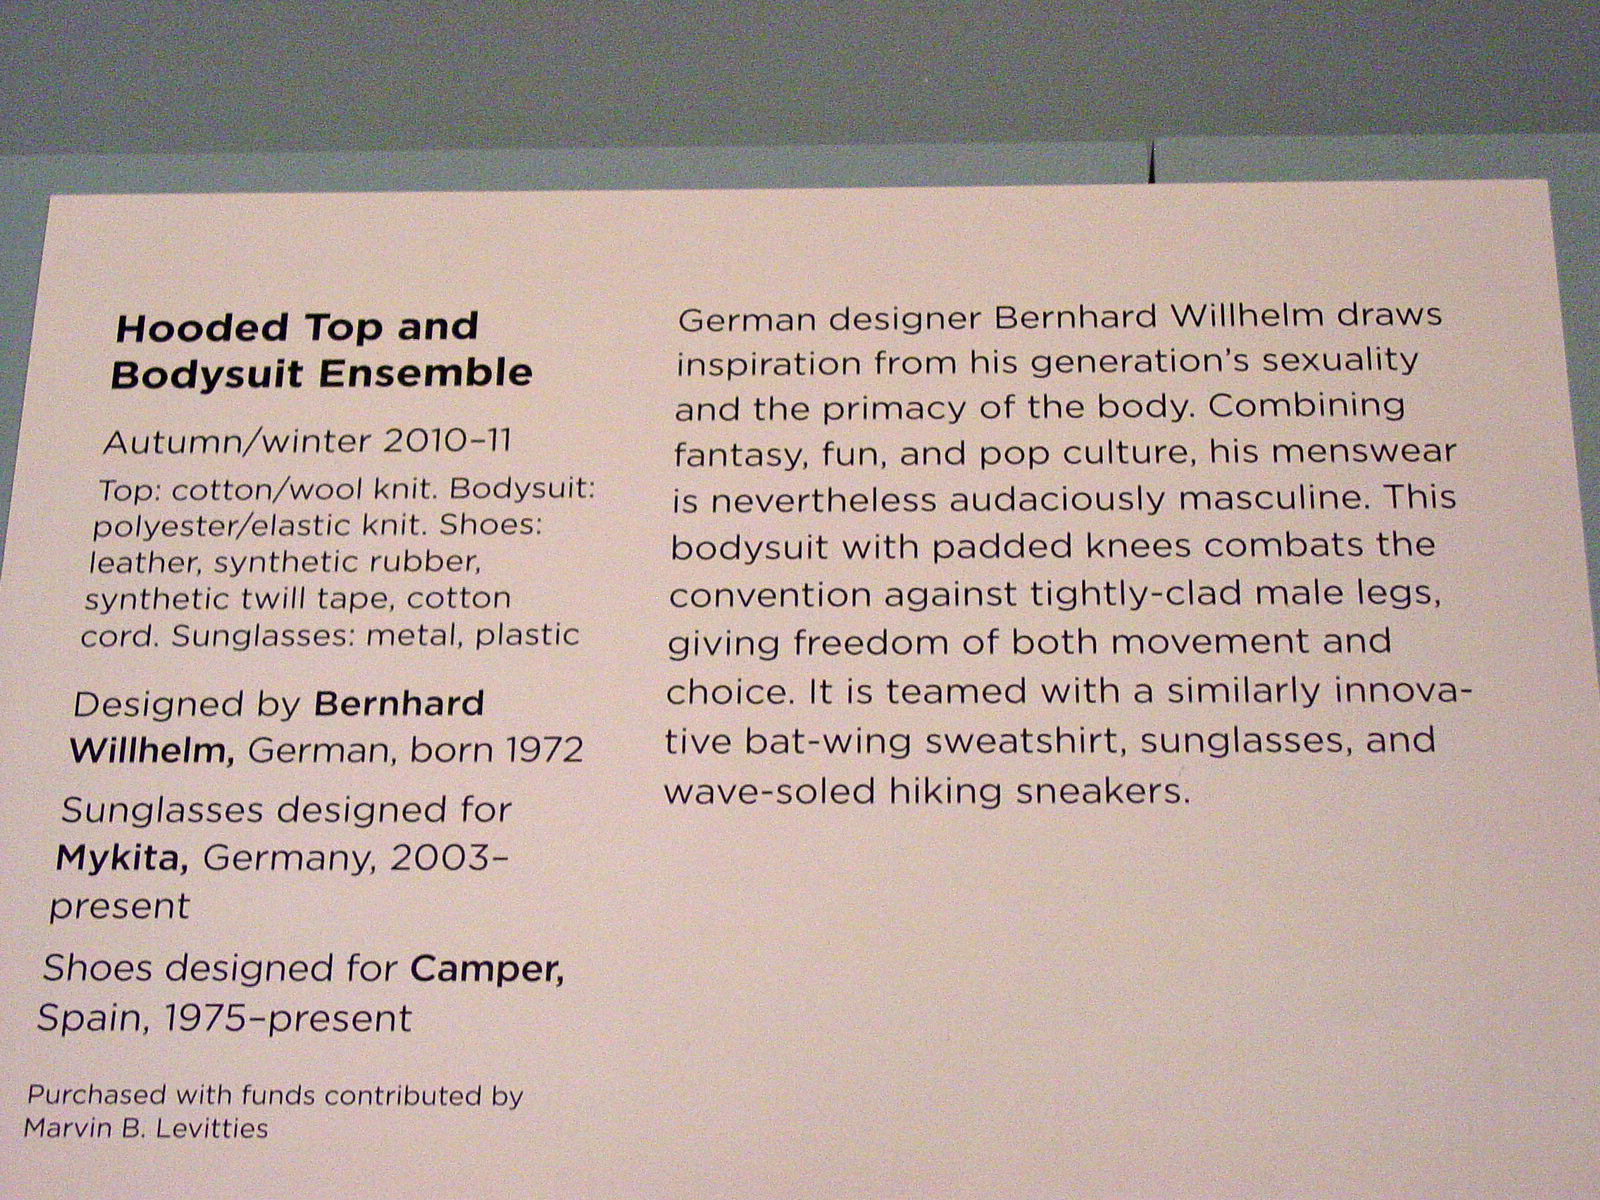 Hooded Top and
Bodysuit Ensemble
Autumn/winter 2010–11
Top: cotton/wool knit. Bodysuit:
polyester/elastic knit. Shoes:
leather, synthetic rubber,
synthetic twill tape, cotton
cord. Sunglasses: metal, plastic
Designed by Bernhard
Willhelm, German, born 1972
Sunglasses designed for
Mykita, Germany, 2003–
present
Shoes designed for Camper,
Spain, 1975–present
Purchased with funds contributed by
Marvin B. Levitties
German designer Bernhard Willhelm draws
inspiration from his generation's sexuality
and the primacy of the body. Combining
fantasy, fun, and pop culture, his menswear
is nevertheless audaciously masculine. This
bodysuit with padded knees combats the
convention against tightly-clad male legs,
giving freedom of both movement and
choice. It is teamed with a similarly innova-
tive bat-wing sweatshirt, sunglasses, and
wave-soled hiking sneakers.